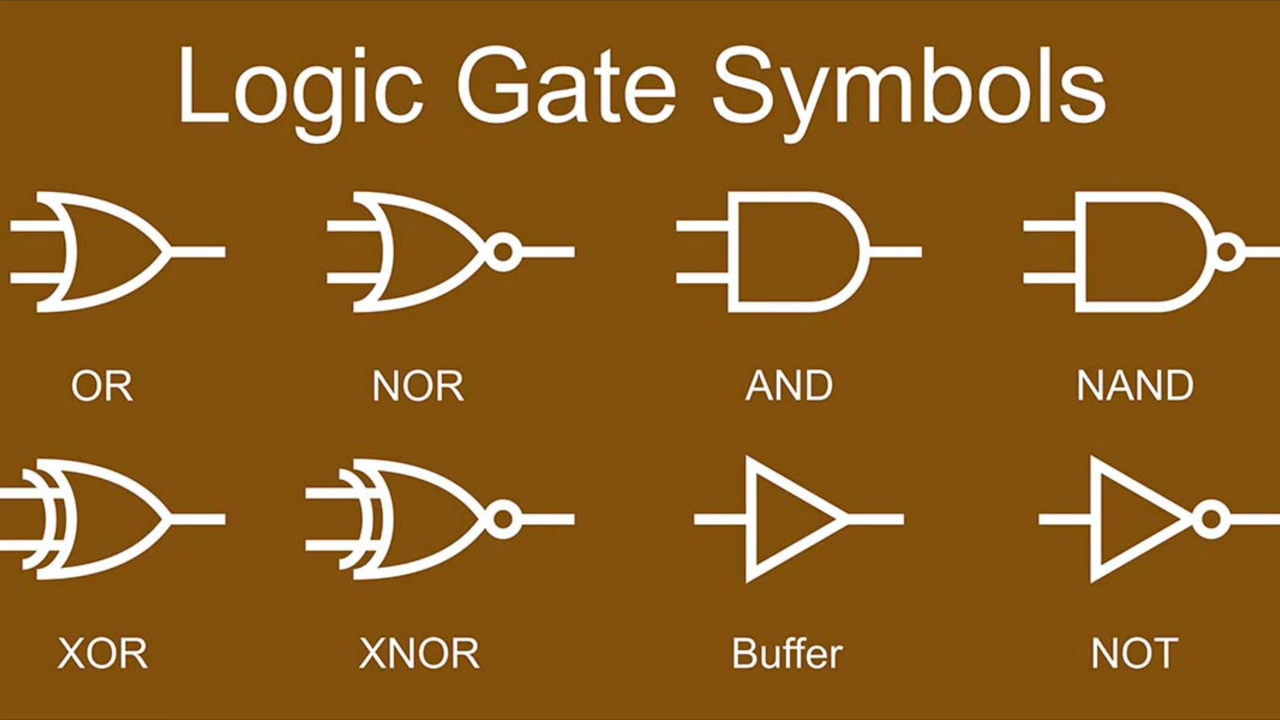 Logic Gate Symbols
OR
NOR
AND
NAND
XOR
XNOR
Buffer
NOT